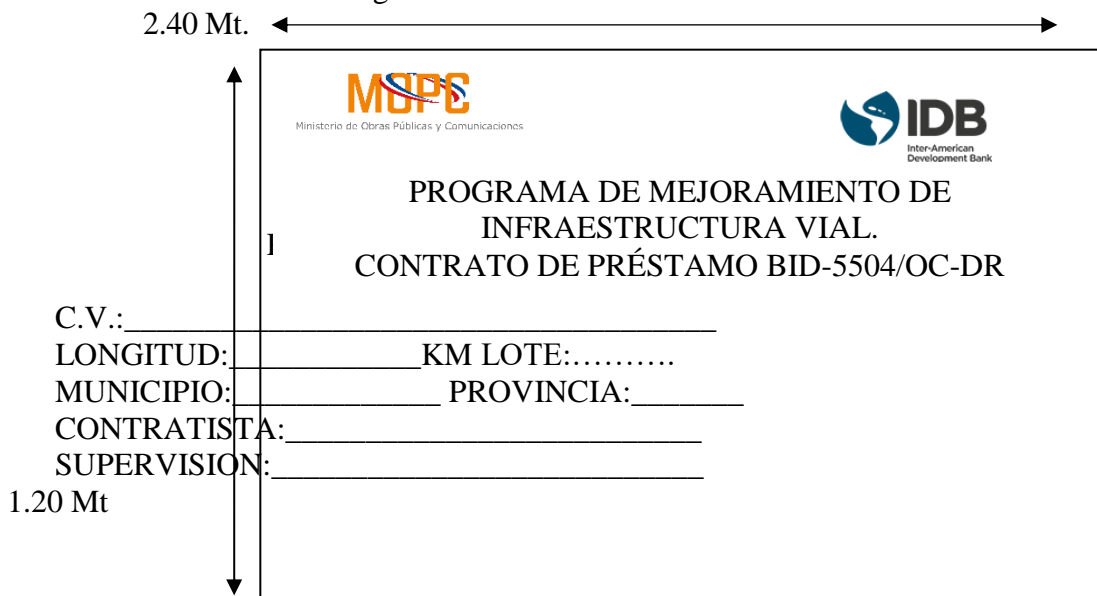 2.40 Mt.
MOPC
Ministerio de Obras Públicas y Comunicaciones
IDB
Inter-American
Development Bank
PROGRAMA DE MEJORAMIENTO DE
INFRAESTRUCTURA VIAL.
CONTRATO DE PRÉSTAMO BID-5504/OC-DR
C.V.:_____________________________________
LONGITUD:____________KM LOTE:……….
MUNICIPIO:_____________ PROVINCIA:_______
CONTRATISTA:__________________________
SUPERVISION:___________________________
1.20 Mt